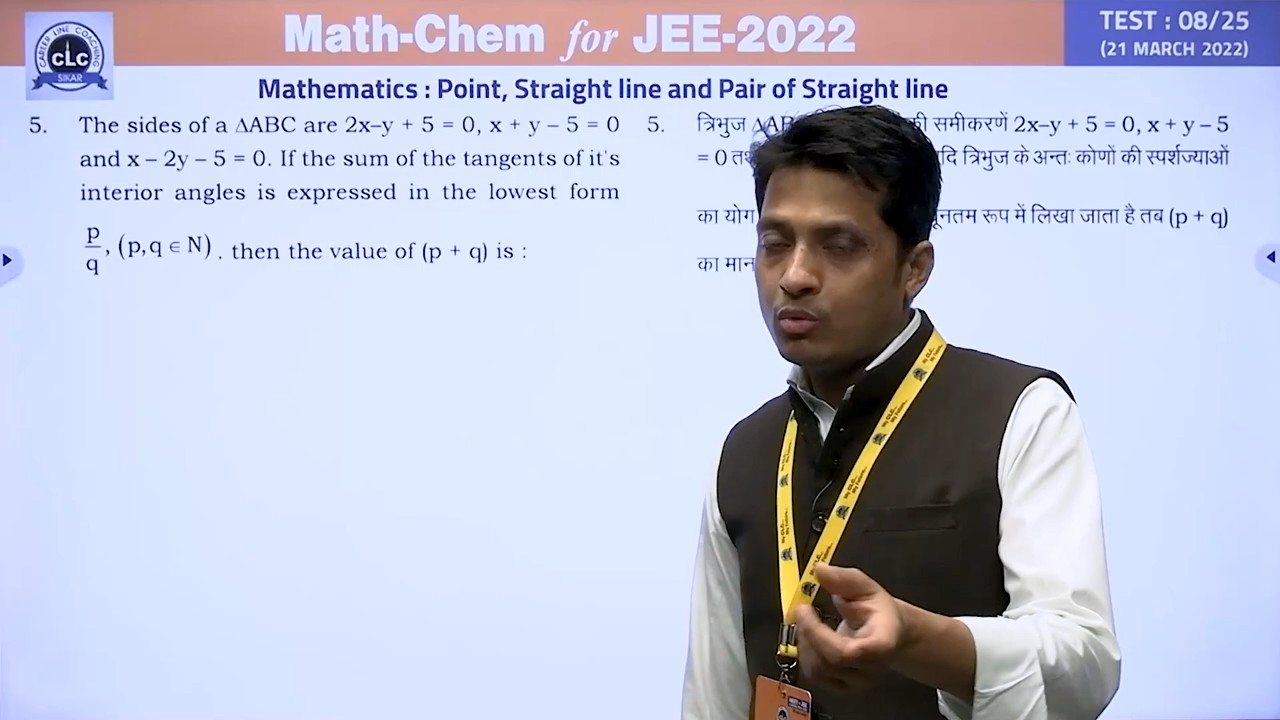 Math-Chem for JEE-2022
TEST : 08/25
(21 MARCH 2022)
CAREER LINE COACHING
CLC
SIKAR
Mathematics : Point, Straight line and Pair of Straight line
5. The sides of a ΔABC are 2x–y + 5 = 0, x + y – 5 = 0
and x – 2y – 5 = 0. If the sum of the tangents of it's
interior angles is expressed in the lowest form
p/q, (p,q ∈ N). then the value of (p + q) is :
5. त्रिभुज की समीकरणें 2x–y + 5 = 0, x + y – 5
= 0 त्रिभुज के अन्तः कोणों की स्पर्शज्याओं
का योग रूप में लिखा जाता है तब (p + q)
का मान